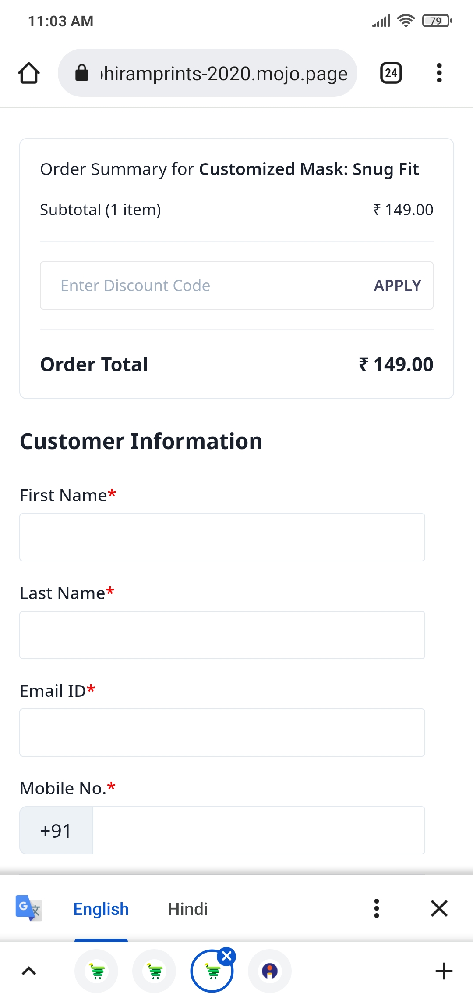 11:03 AM
79
hiramprints-2020.mojo.page
24
Order Summary for Customized Mask: Snug Fit
Subtotal (1 item) ₹ 149.00
Enter Discount Code APPLY
Order Total ₹ 149.00
Customer Information
First Name*
Last Name*
Email ID*
Mobile No.*
+91
G 文 English Hindi